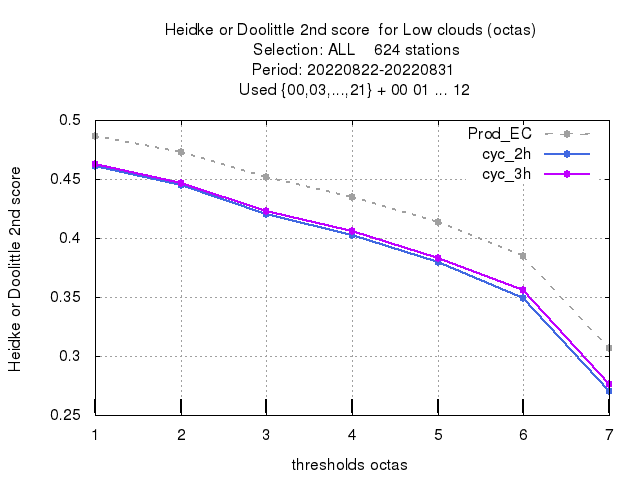 Heidke or Doolittle 2nd score  for Low clouds (octas)
Selection: ALL    624 stations
Period: 20220822-20220831
Used {00,03,...,21} + 00 01 ... 12
Heidke or Doolittle 2nd score
0.5
0.45
0.4
0.35
0.3
0.25
Prod_EC
cyc_2h
cyc_3h
1 2 3 4 5 6 7
thresholds octas